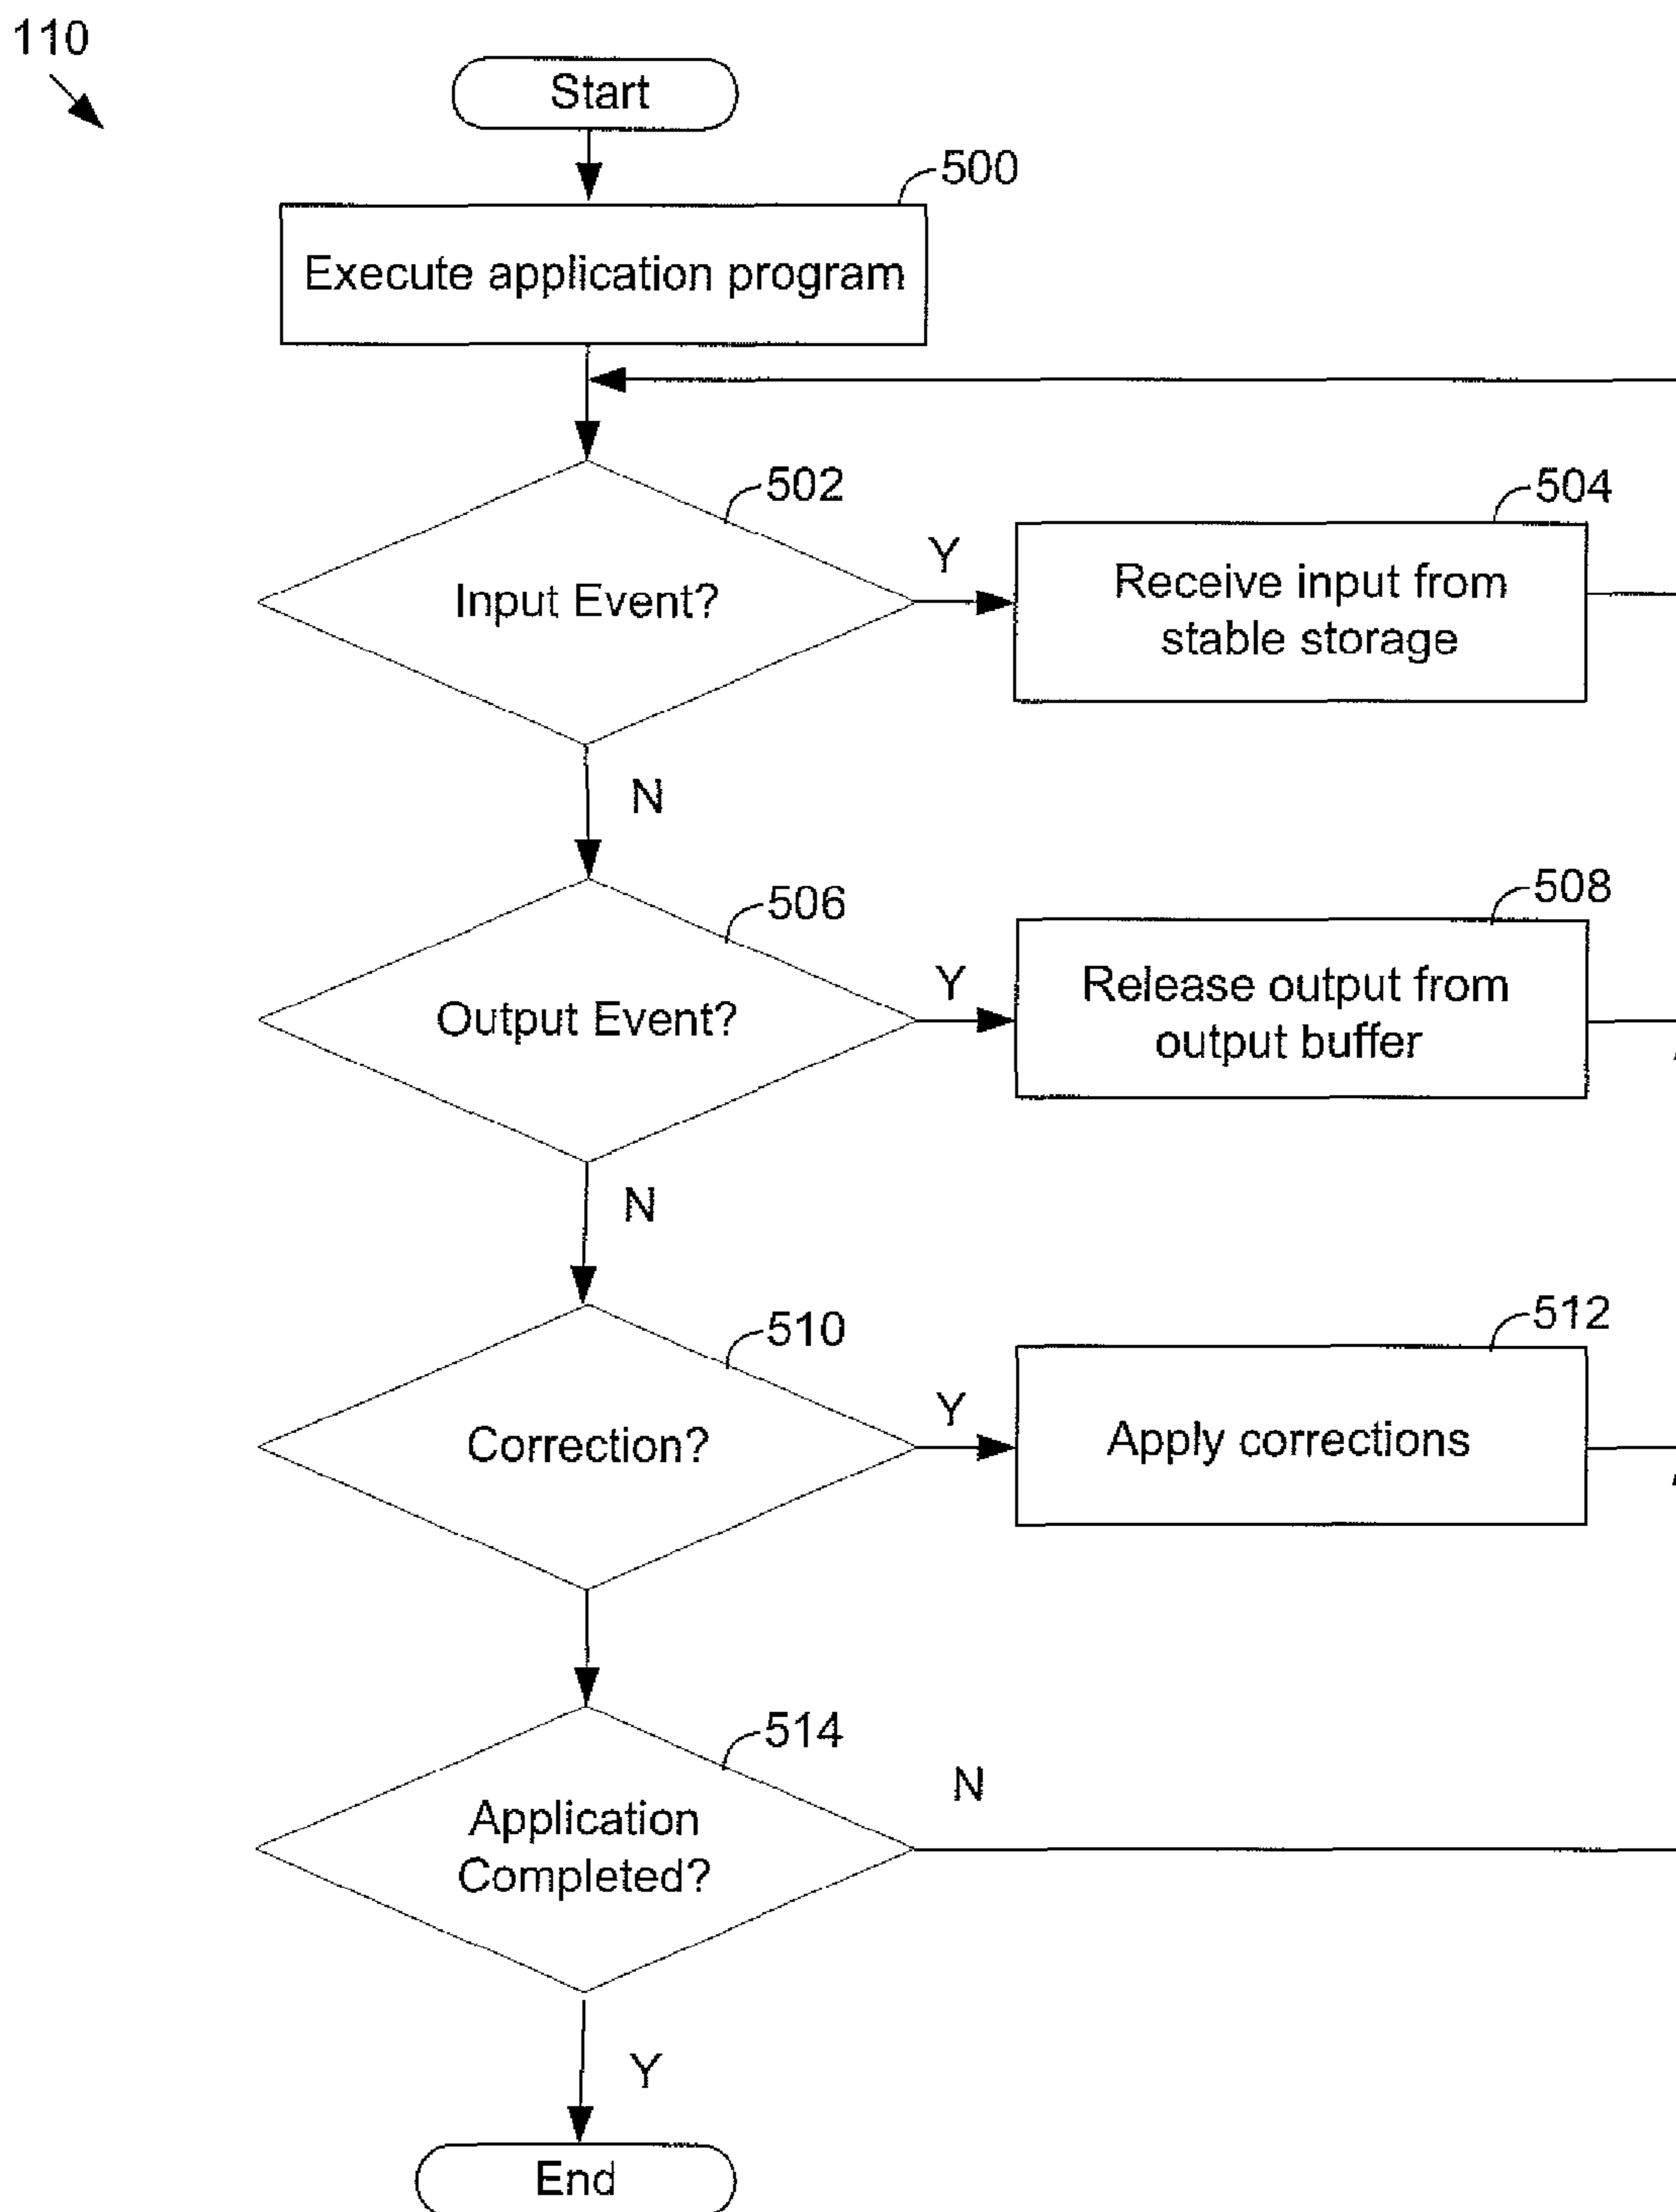 110
Start
500
Execute application program
502
504
Input Event?
Y
Receive input from
stable storage
N
506
508
Output Event?
Y
Release output from
output buffer
N
510
512
Correction?
Y
Apply corrections
514
N
Application
Completed?
Y
End